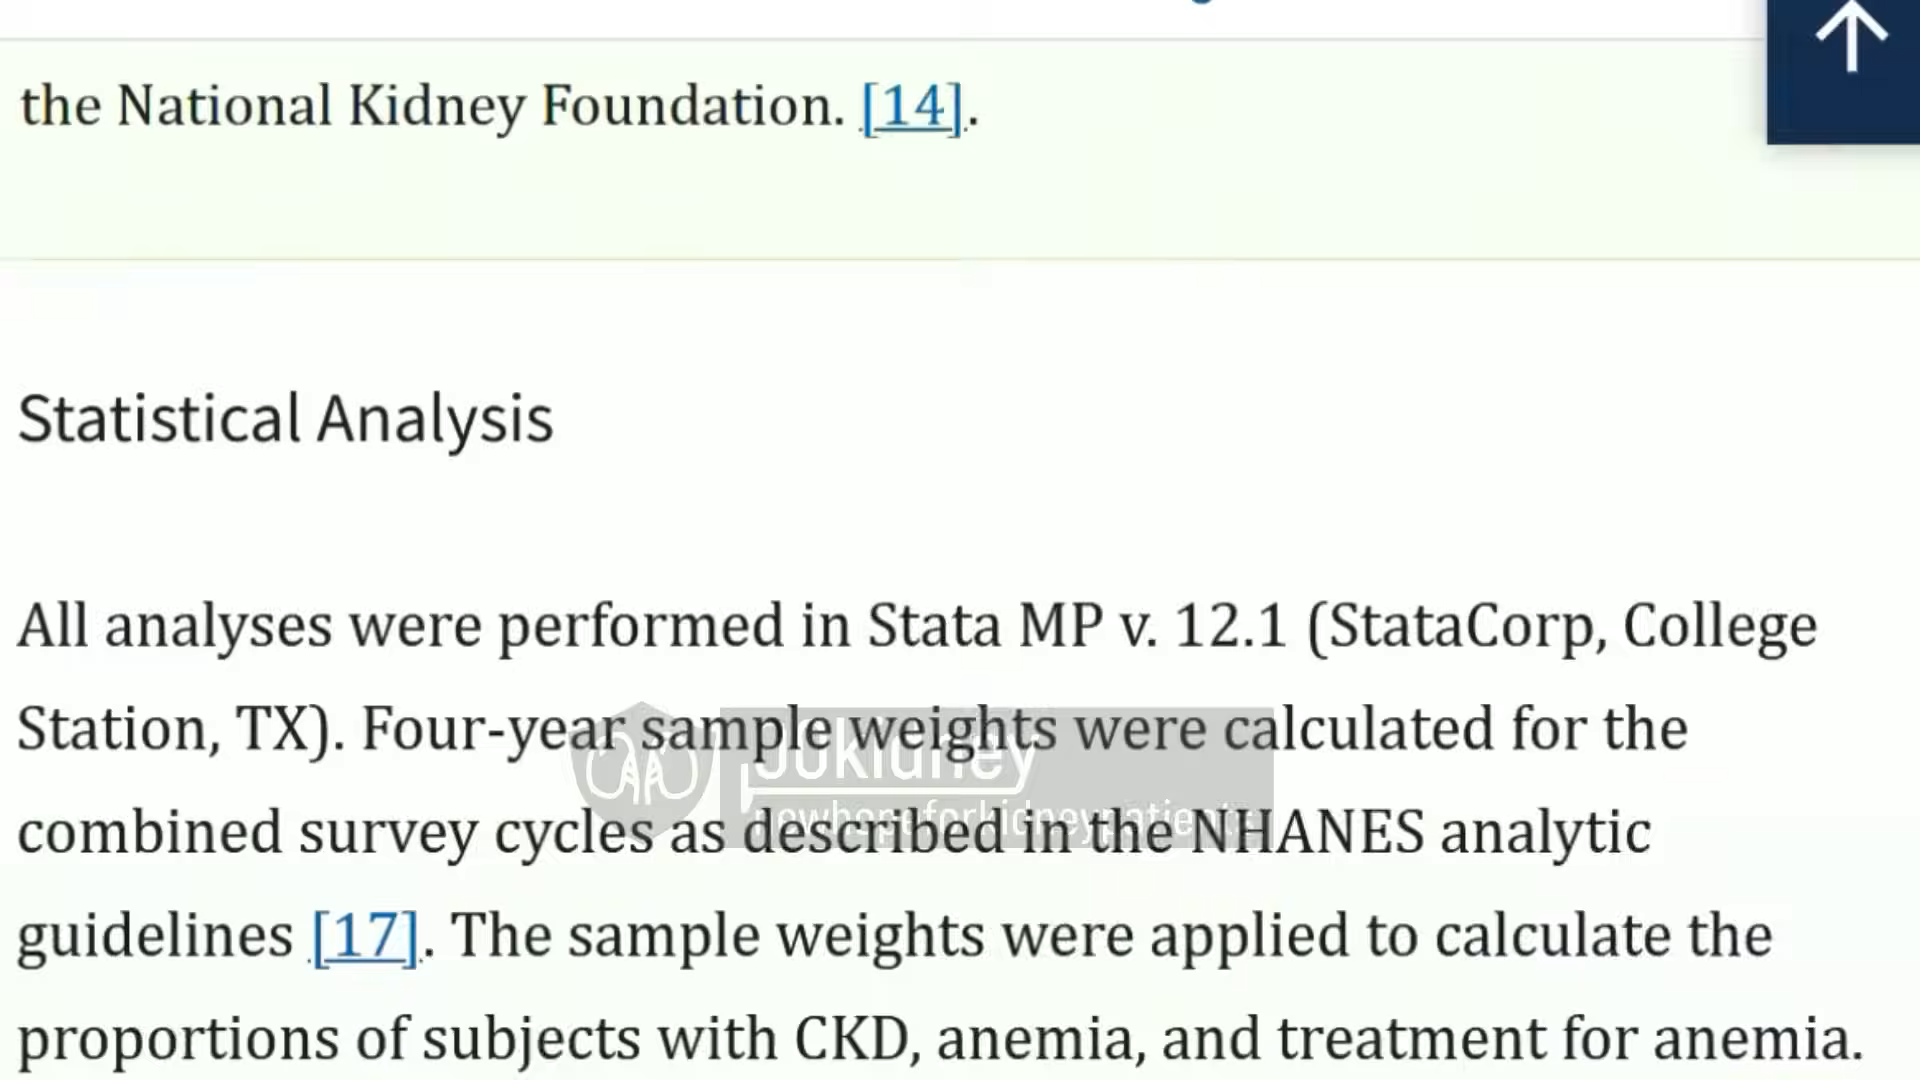 the National Kidney Foundation. [14].
Statistical Analysis
All analyses were performed in Stata MP v. 12.1 (StataCorp, College
Station, TX). Four-year sample weights were calculated for the
combined survey cycles as described in the NHANES analytic
guidelines [17]. The sample weights were applied to calculate the
proportions of subjects with CKD, anemia, and treatment for anemia.
newhopeforkidneypatients